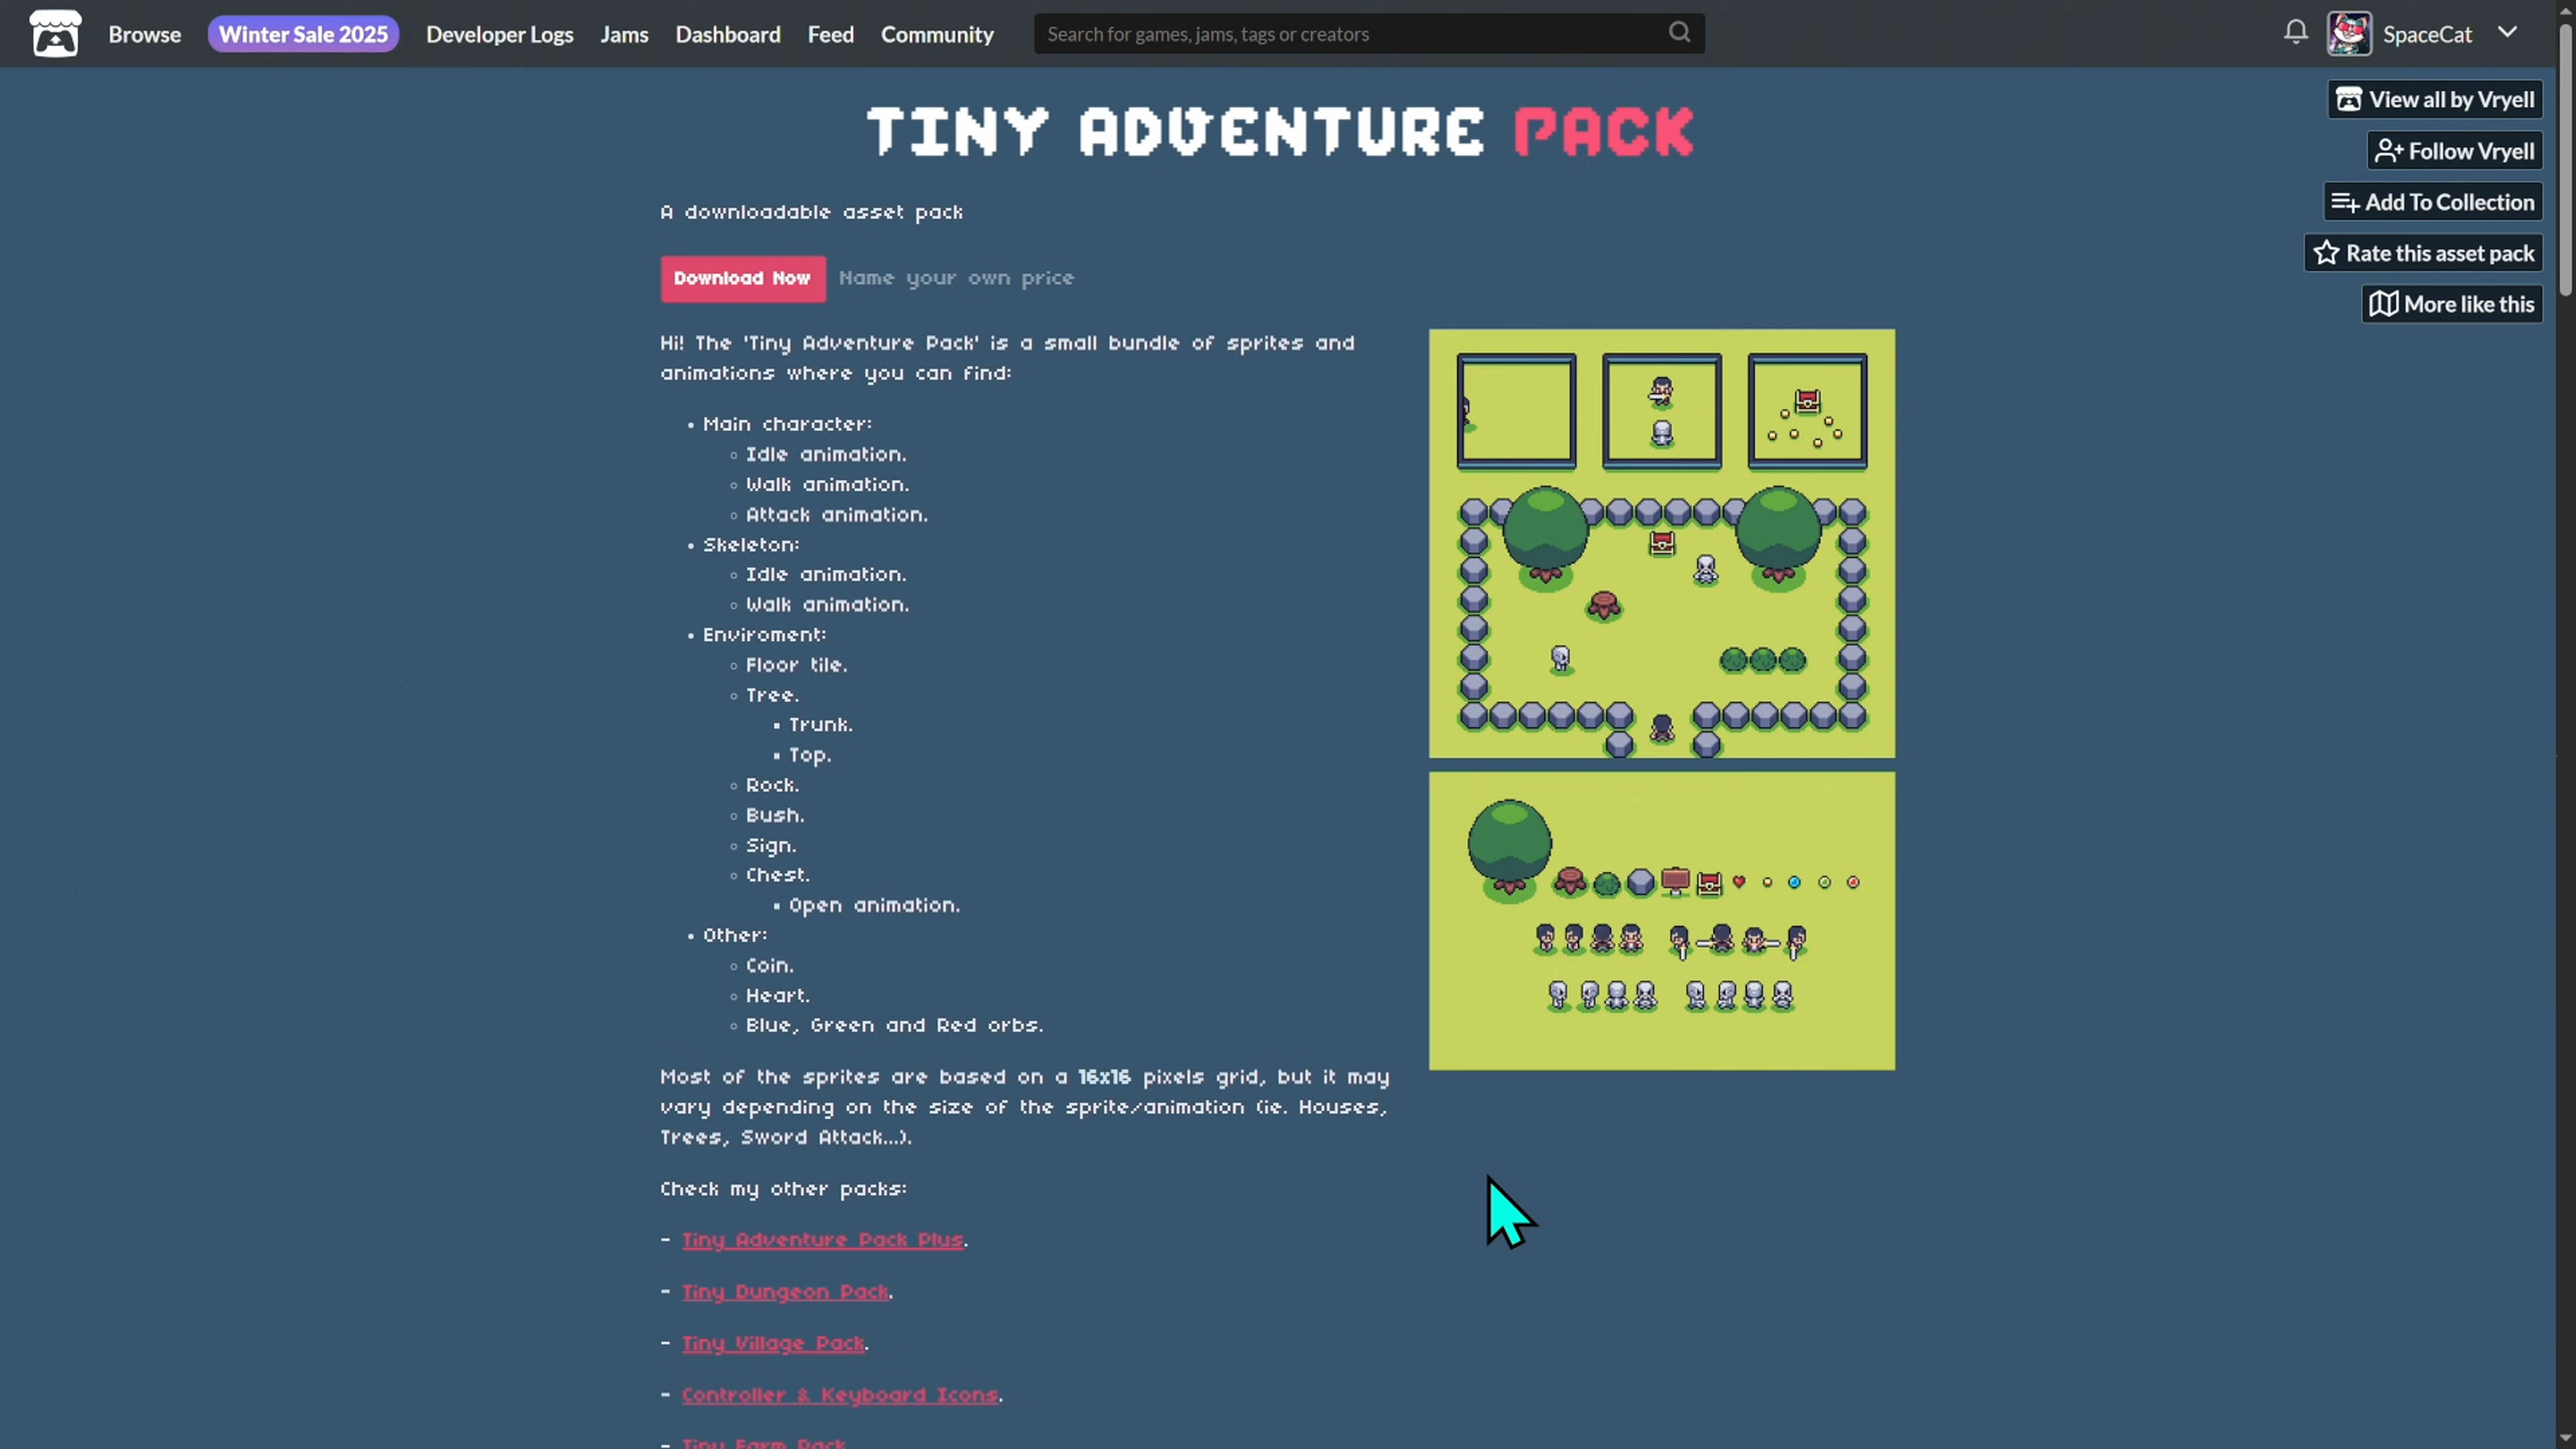 Browse
Winter Sale 2025
Developer Logs
Jams
Dashboard
Feed
Community
Search for games, jams, tags or creators
SpaceCat
TINY ADVENTURE PACK
View all by Vryell
Follow Vryell
Add To Collection
Rate this asset pack
More like this
A downloadable asset pack
Download Now
Name your own price
Hi! The 'Tiny Adventure Pack' is a small bundle of sprites and
animations where you can find:
• Main character:
◦ Idle animation.
◦ Walk animation.
◦ Attack animation.
• Skeleton:
◦ Idle animation.
◦ Walk animation.
• Enviroment:
◦ Floor tile.
◦ Tree.
▪ Trunk.
▪ Top.
◦ Rock.
◦ Bush.
◦ Sign.
◦ Chest.
▪ Open animation.
• Other:
◦ Coin.
◦ Heart.
◦ Blue, Green and Red orbs.
Most of the sprites are based on a 16x16 pixels grid, but it may
vary depending on the size of the sprite/animation (ie. Houses,
Trees, Sword Attack...).
Check my other packs:
- Tiny Adventure Pack Plus.
- Tiny Dungeon Pack.
- Tiny Village Pack.
- Controller & Keyboard Icons.
- Tiny Farm Pack